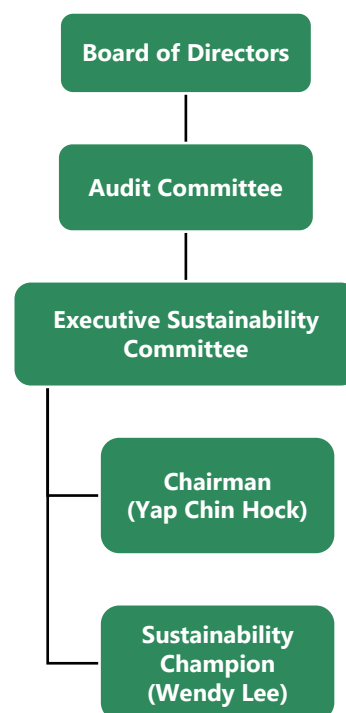 Board of Directors
Audit Committee
Executive Sustainability
Committee
Chairman
(Yap Chin Hock)
Sustainability
Champion
(Wendy Lee)